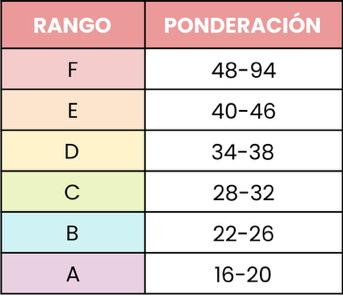 RANGO PONDERACIÓN
F 48-94
E 40-46
D 34-38
C 28-32
B 22-26
A 16-20